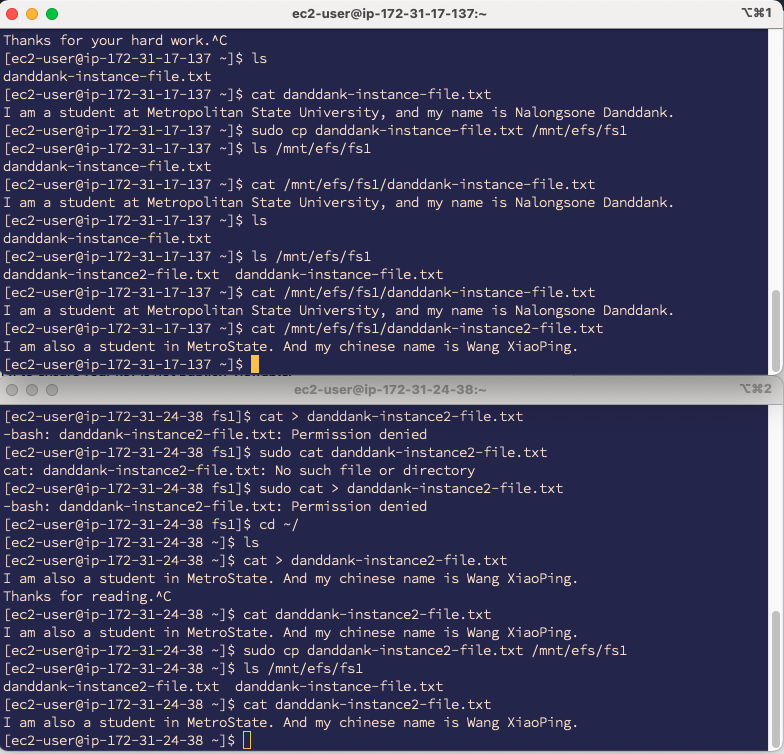 ec2-user@ip-172-31-17-137:~ ⌥⌘1
Thanks for your hard work.^C
[ec2-user@ip-172-31-17-137 ~]$ ls
danddank-instance-file.txt
[ec2-user@ip-172-31-17-137 ~]$ cat danddank-instance-file.txt
I am a student at Metropolitan State University, and my name is Nalongsone Danddank.
[ec2-user@ip-172-31-17-137 ~]$ sudo cp danddank-instance-file.txt /mnt/efs/fs1
[ec2-user@ip-172-31-17-137 ~]$ ls /mnt/efs/fs1
danddank-instance-file.txt
[ec2-user@ip-172-31-17-137 ~]$ cat /mnt/efs/fs1/danddank-instance-file.txt
I am a student at Metropolitan State University, and my name is Nalongsone Danddank.
[ec2-user@ip-172-31-17-137 ~]$ ls
danddank-instance-file.txt
[ec2-user@ip-172-31-17-137 ~]$ ls /mnt/efs/fs1
danddank-instance2-file.txt  danddank-instance-file.txt
[ec2-user@ip-172-31-17-137 ~]$ cat /mnt/efs/fs1/danddank-instance-file.txt
I am a student at Metropolitan State University, and my name is Nalongsone Danddank.
[ec2-user@ip-172-31-17-137 ~]$ cat /mnt/efs/fs1/danddank-instance2-file.txt
I am also a student in MetroState. And my chinese name is Wang XiaoPing.
[ec2-user@ip-172-31-17-137 ~]$
ec2-user@ip-172-31-24-38:~ ⌥⌘2
[ec2-user@ip-172-31-24-38 fs1]$ cat > danddank-instance2-file.txt
-bash: danddank-instance2-file.txt: Permission denied
[ec2-user@ip-172-31-24-38 fs1]$ sudo cat danddank-instance2-file.txt
cat: danddank-instance2-file.txt: No such file or directory
[ec2-user@ip-172-31-24-38 fs1]$ sudo cat > danddank-instance2-file.txt
-bash: danddank-instance2-file.txt: Permission denied
[ec2-user@ip-172-31-24-38 fs1]$ cd ~/
[ec2-user@ip-172-31-24-38 ~]$ ls
[ec2-user@ip-172-31-24-38 ~]$ cat > danddank-instance2-file.txt
I am also a student in MetroState. And my chinese name is Wang XiaoPing.
Thanks for reading.^C
[ec2-user@ip-172-31-24-38 ~]$ cat danddank-instance2-file.txt
I am also a student in MetroState. And my chinese name is Wang XiaoPing.
[ec2-user@ip-172-31-24-38 ~]$ sudo cp danddank-instance2-file.txt /mnt/efs/fs1
[ec2-user@ip-172-31-24-38 ~]$ ls /mnt/efs/fs1
danddank-instance2-file.txt  danddank-instance-file.txt
[ec2-user@ip-172-31-24-38 ~]$ cat danddank-instance2-file.txt
I am also a student in MetroState. And my chinese name is Wang XiaoPing.
[ec2-user@ip-172-31-24-38 ~]$